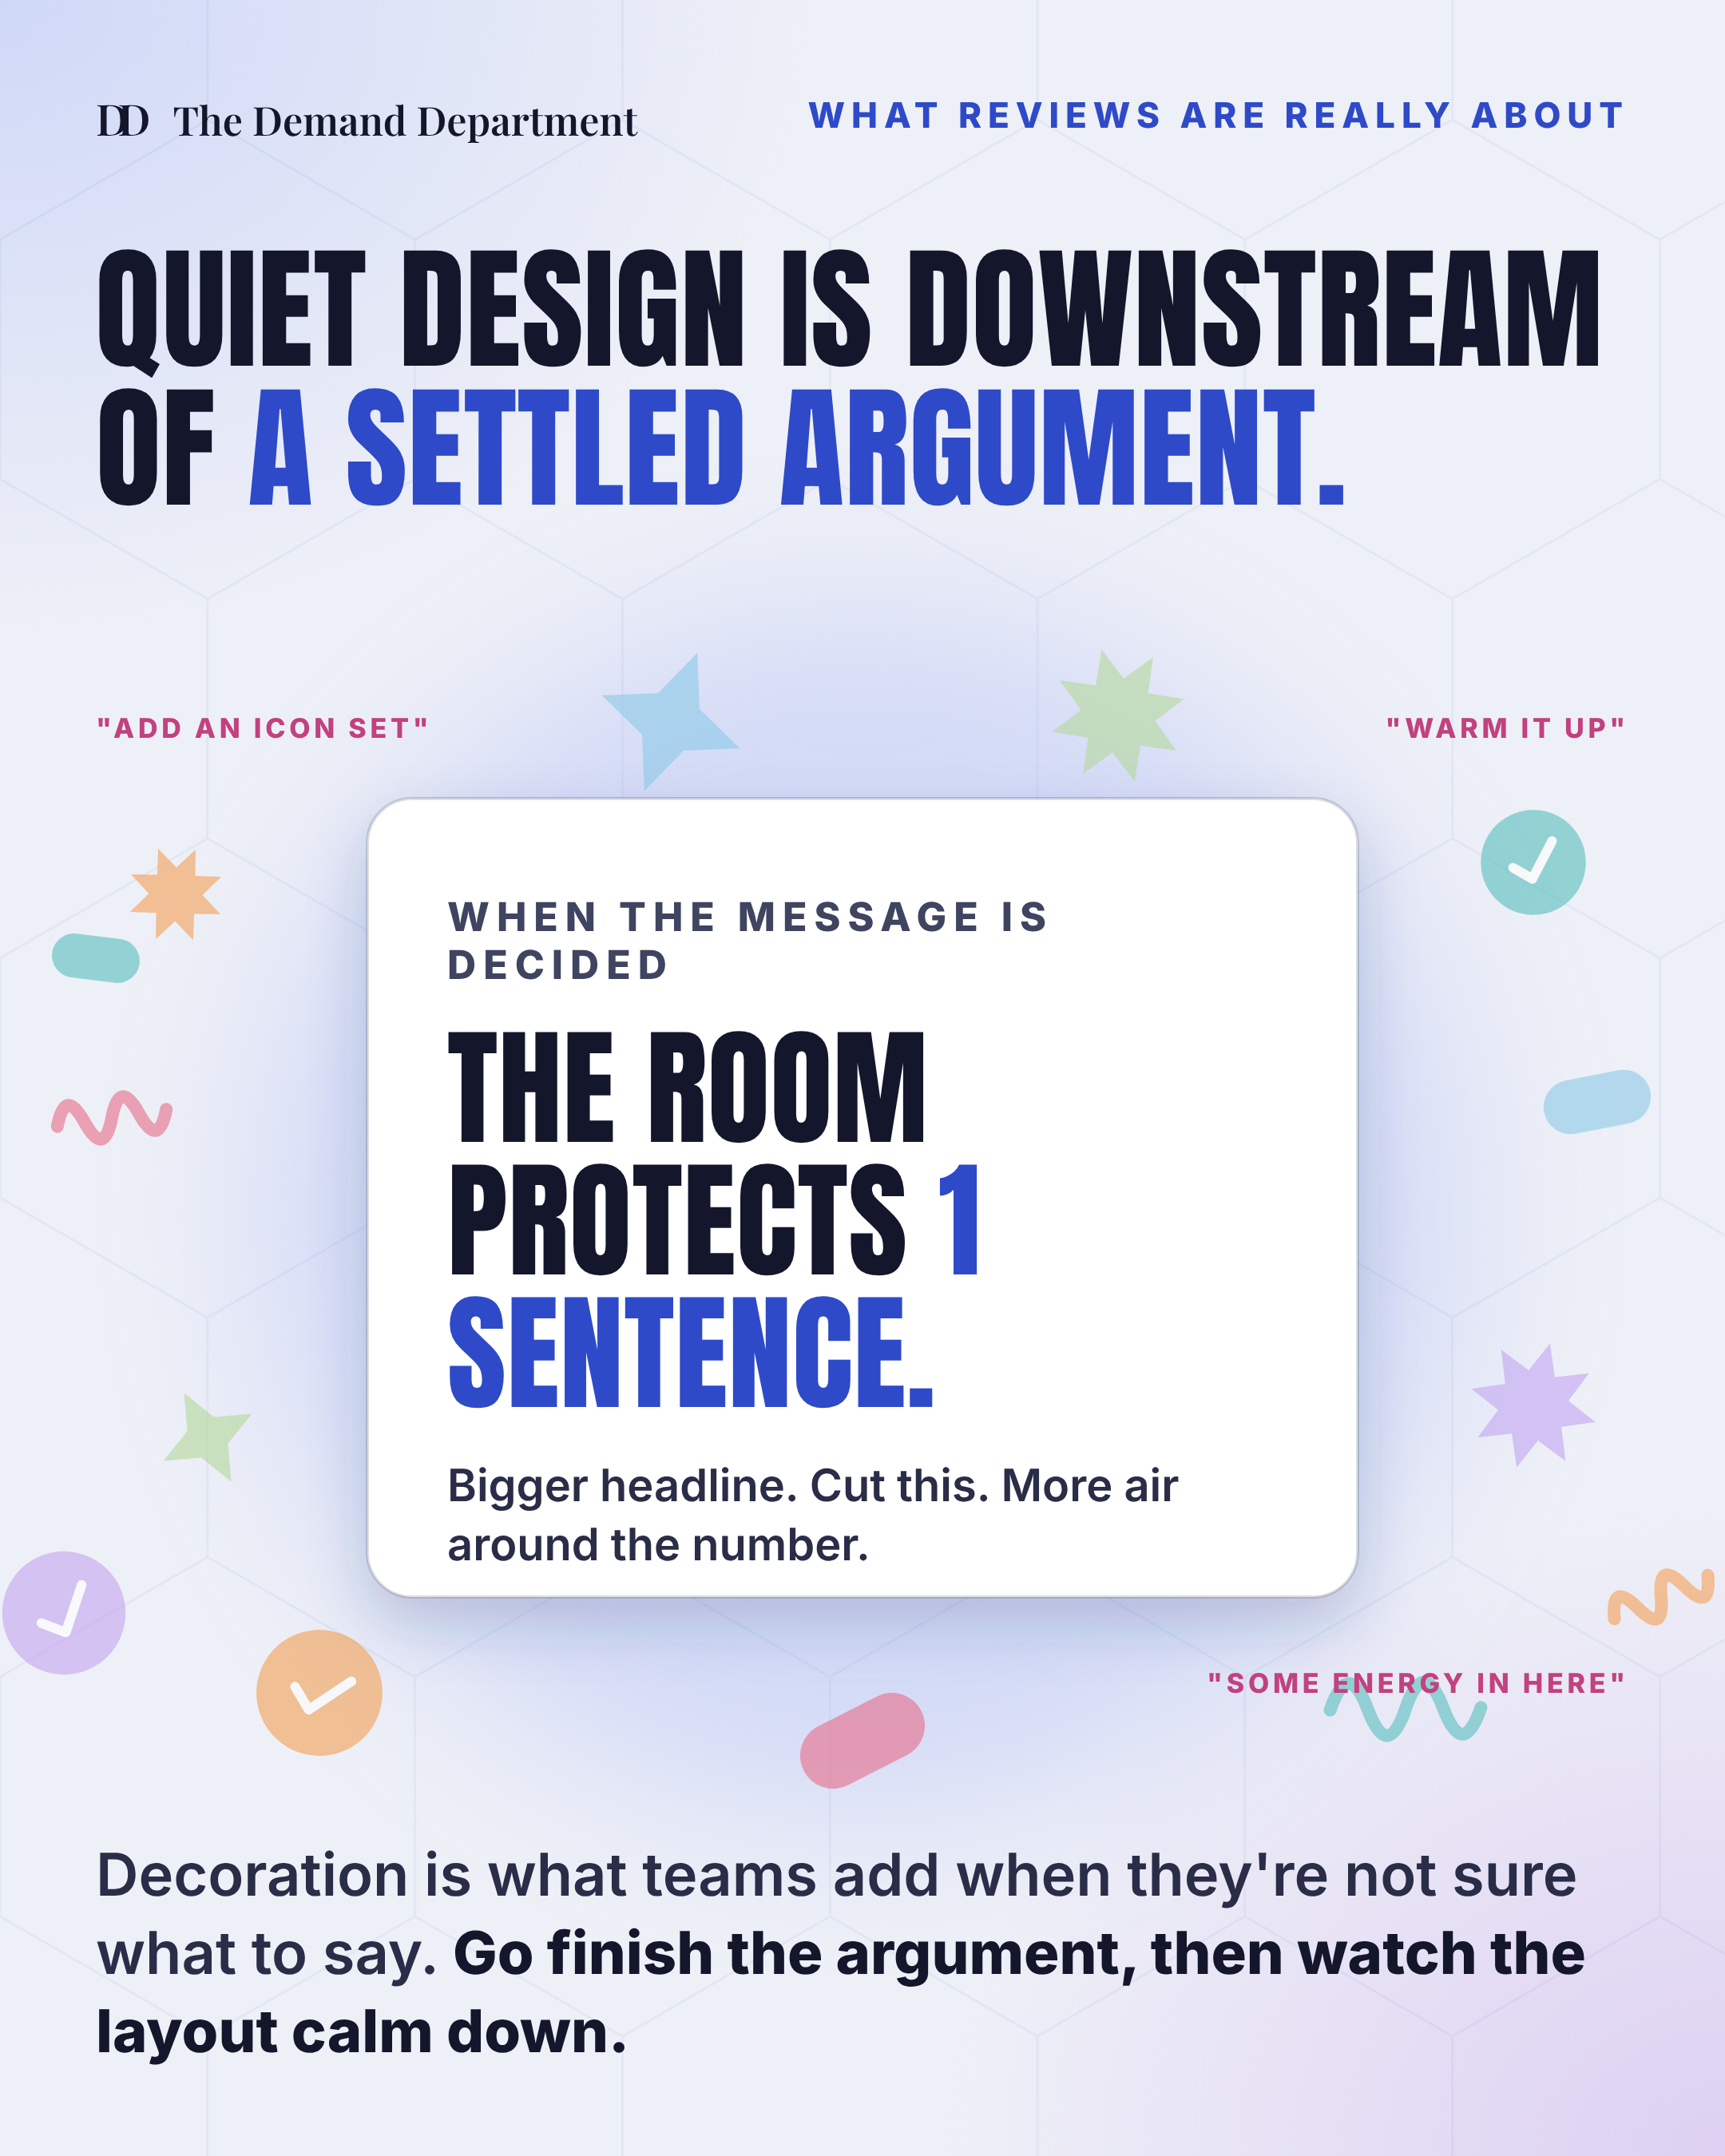 DD The Demand Department
WHAT REVIEWS ARE REALLY ABOUT
QUIET DESIGN IS DOWNSTREAM
OF A SETTLED ARGUMENT.
"ADD AN ICON SET"
"WARM IT UP"
WHEN THE MESSAGE IS
DECIDED
THE ROOM
PROTECTS 1
SENTENCE.
Bigger headline. Cut this. More air
around the number.
"SOME ENERGY IN HERE"
Decoration is what teams add when they're not sure
what to say. Go finish the argument, then watch the
layout calm down.